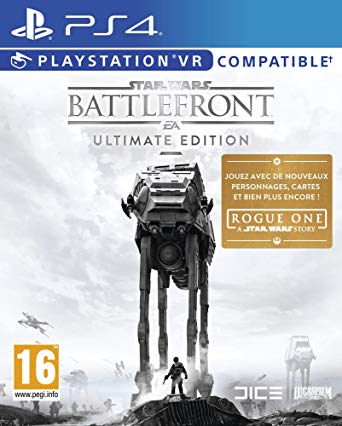 PS4
PLAYSTATION®VR COMPATIBLE†
STAR WARS
BATTLEFRONT
EA
ULTIMATE EDITION
JOUEZ AVEC DE NOUVEAUX
PERSONNAGES, CARTES
ET BIEN PLUS ENCORE !
ROGUE ONE
A STAR WARS STORY
16
www.pegi.info
DICE
LUCASFILM